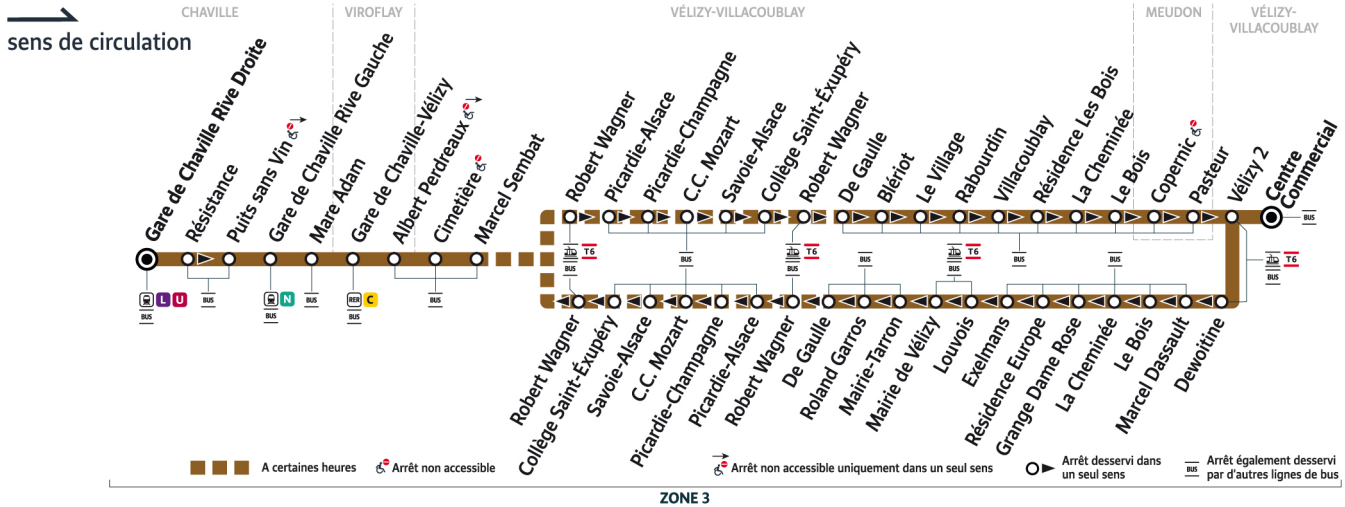 CHAVILLE
VIROFLAY
VÉLIZY-VILLACOUBLAY
MEUDON
VÉLIZY-
VILLACOUBLAY
sens de circulation
Gare de Chaville Rive Droite
Résistance
Puits sans Vin
Gare de Chaville Rive Gauche
Mare Adam
Gare de Chaville-Vélizy
Albert Perdreaux
Cimetière
Marcel Sembat
Robert Wagner
Picardie-Alsace
Picardie-Champagne
C.C. Mozart
Savoie-Alsace
Collège Saint-Éxupéry
Robert Wagner
De Gaulle
Blériot
Le Village
Rabourdin
Villacoublay
Résidence Les Bois
La Cheminée
Le Bois
Copernic
Pasteur
Vélizy 2
Centre
Commercial
BUS
T6
BUS
BUS
T6
BUS
BUS
T6
BUS
BUS
T6
BUS
L U
BUS
BUS
N
BUS
BUS
RER C
BUS
BUS
Robert Wagner
Collège Saint-Éxupéry
Savoie-Alsace
C.C. Mozart
Picardie-Champagne
Picardie-Alsace
Robert Wagner
De Gaulle
Roland Garros
Mairie-Tarron
Mairie de Vélizy
Louvois
Exelmans
Résidence Europe
Grange Dame Rose
La Cheminée
Le Bois
Marcel Dassault
Dewoitine
A certaines heures
Arrêt non accessible
Arrêt non accessible uniquement dans un seul sens
Arrêt desservi dans
un seul sens
BUS
Arrêt également desservi
par d'autres lignes de bus
ZONE 3